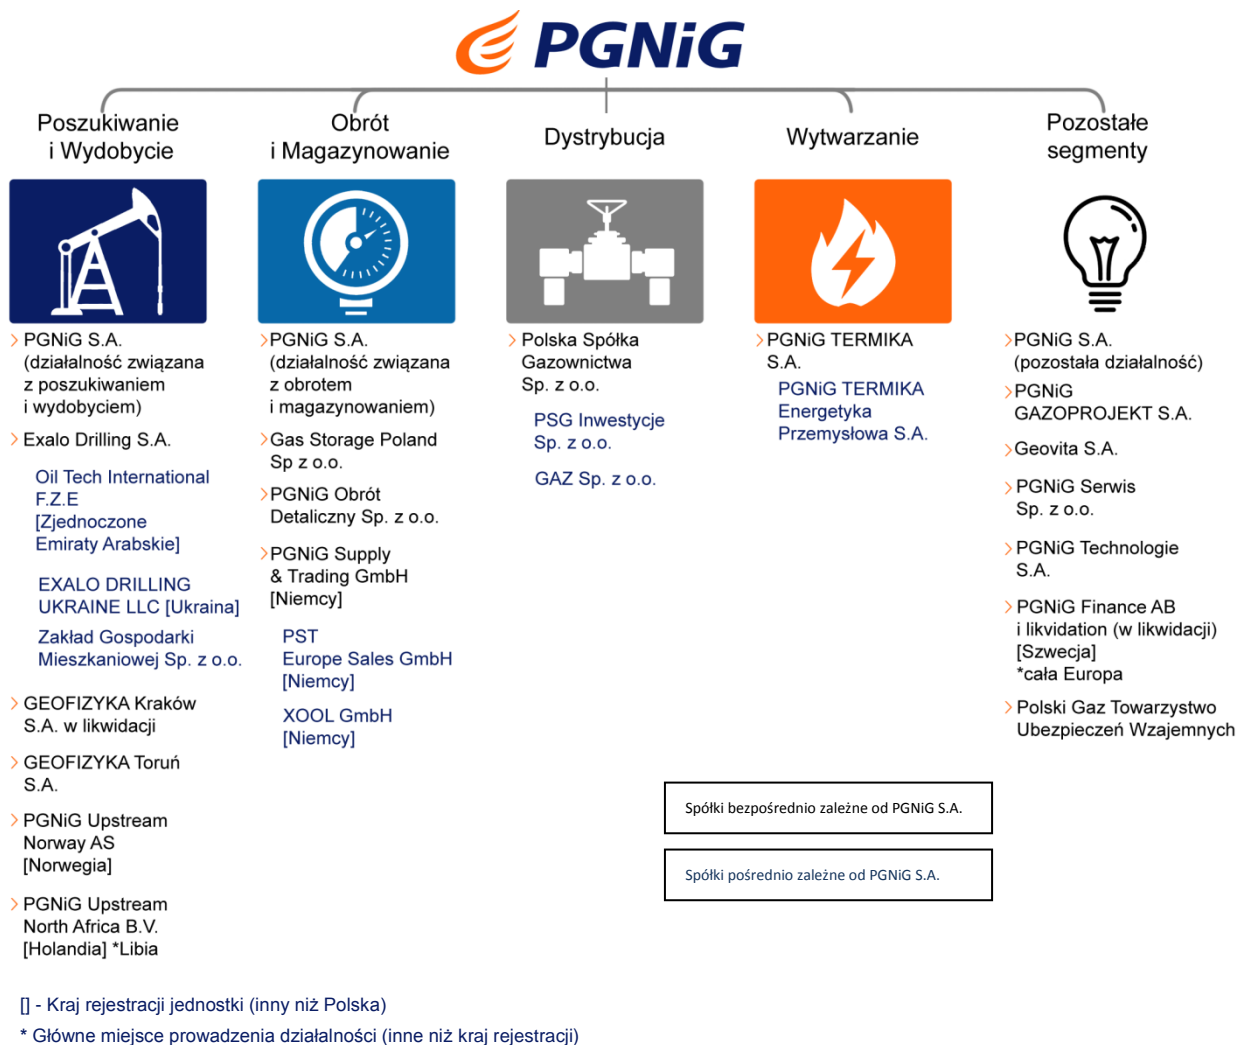 PGNiG
Poszukiwanie
i Wydobycie
Obrót
i Magazynowanie
Dystrybucja
Wytwarzanie
Pozostałe
segmenty
PGNiG S.A.
(działalność związana
z poszukiwaniem
i wydobyciem)
Exalo Drilling S.A.
Oil Tech International
F.Z.E
[Zjednoczone
Emiraty Arabskie]
EXALO DRILLING
UKRAINE LLC [Ukraina]
Zakład Gospodarki
Mieszkaniowej Sp. z o.o.
GEOFIZYKA Kraków
S.A. w likwidacji
GEOFIZYKA Toruń
S.A.
PGNiG Upstream
Norway AS
[Norwegia]
PGNiG Upstream
North Africa B.V.
[Holandia] *Libia
PGNiG S.A.
(działalność związana
z obrotem
i magazynowaniem)
Gas Storage Poland
Sp z o.o.
PGNiG Obrót
Detaliczny Sp. z o.o.
PGNiG Supply
& Trading GmbH
[Niemcy]
PST
Europe Sales GmbH
[Niemcy]
XOOL GmbH
[Niemcy]
Polska Spółka
Gazownictwa
Sp. z o.o.
PSG Inwestycje
Sp. z o.o.
GAZ Sp. z o.o.
PGNiG TERMIKA
S.A.
PGNiG TERMIKA
Energetyka
Przemysłowa S.A.
PGNiG S.A.
(pozostała działalność)
PGNiG
GAZOPROJEKT S.A.
Geovita S.A.
PGNiG Serwis
Sp. z o.o.
PGNiG Technologie
S.A.
PGNiG Finance AB
i likvidation (w likwidacji)
[Szwecja]
*cała Europa
Polski Gaz Towarzystwo
Ubezpieczeń Wzajemnych
Spółki bezpośrednio zależne od PGNiG S.A.
Spółki pośrednio zależne od PGNiG S.A.
[] - Kraj rejestracji jednostki (inny niż Polska)
* Główne miejsce prowadzenia działalności (inne niż kraj rejestracji)